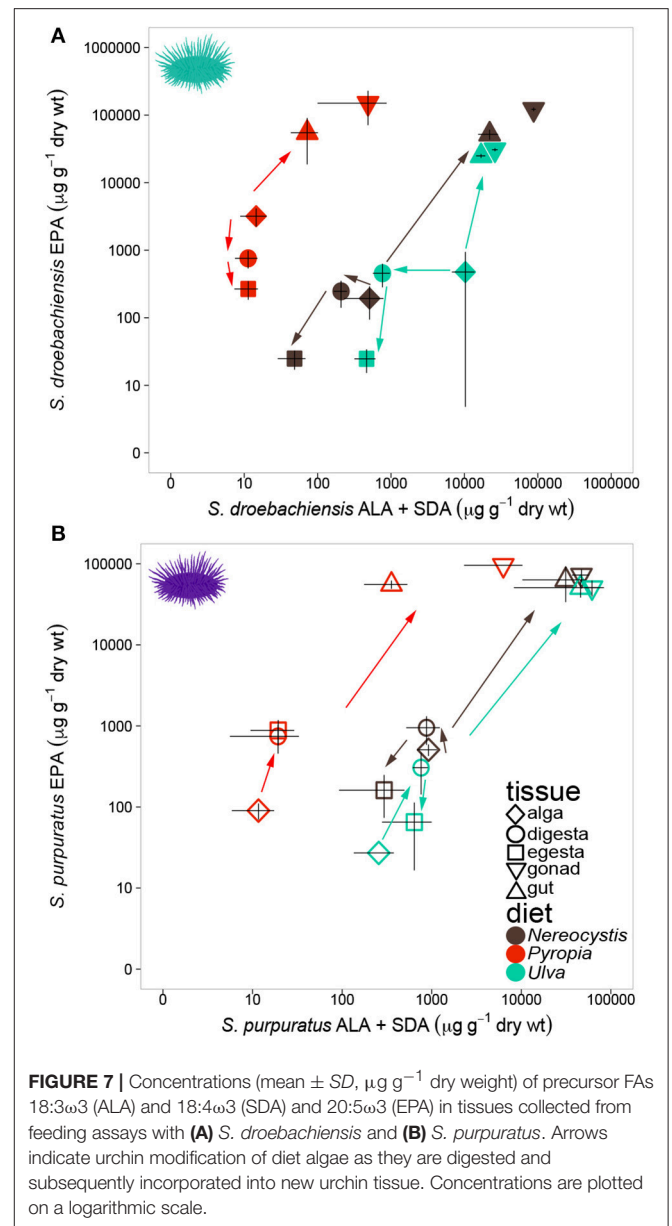 A
1000000
100000
10000
1000
100
10
0
S. droebachiensis EPA (µg g−1 dry wt)
0 10 100 1000 10000 100000 1000000
S. droebachiensis ALA + SDA (µg g−1 dry wt)
B
100000
10000
1000
100
10
0
S. purpuratus EPA (µg g−1 dry wt)
tissue
alga
digesta
egesta
gonad
gut
diet
Nereocystis
Pyropia
Ulva
0 10 100 1000 10000 100000
S. purpuratus ALA + SDA (µg g−1 dry wt)
FIGURE 7 | Concentrations (mean ± SD, µg g−1 dry weight) of precursor FAs
18:3ω3 (ALA) and 18:4ω3 (SDA) and 20:5ω3 (EPA) in tissues collected from
feeding assays with (A) S. droebachiensis and (B) S. purpuratus. Arrows
indicate urchin modification of diet algae as they are digested and
subsequently incorporated into new urchin tissue. Concentrations are plotted
on a logarithmic scale.